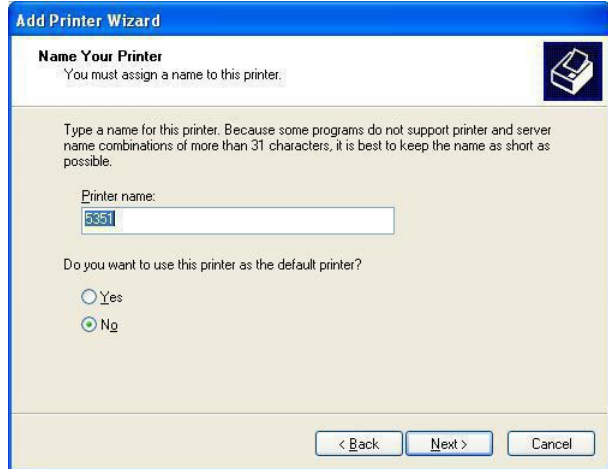 Add Printer Wizard
Name Your Printer
You must assign a name to this printer.
Type a name for this printer. Because some programs do not support printer and server
name combinations of more than 31 characters, it is best to keep the name as short as
possible.
Printer name:
5351
Do you want to use this printer as the default printer?
Yes
No
< Back Next > Cancel